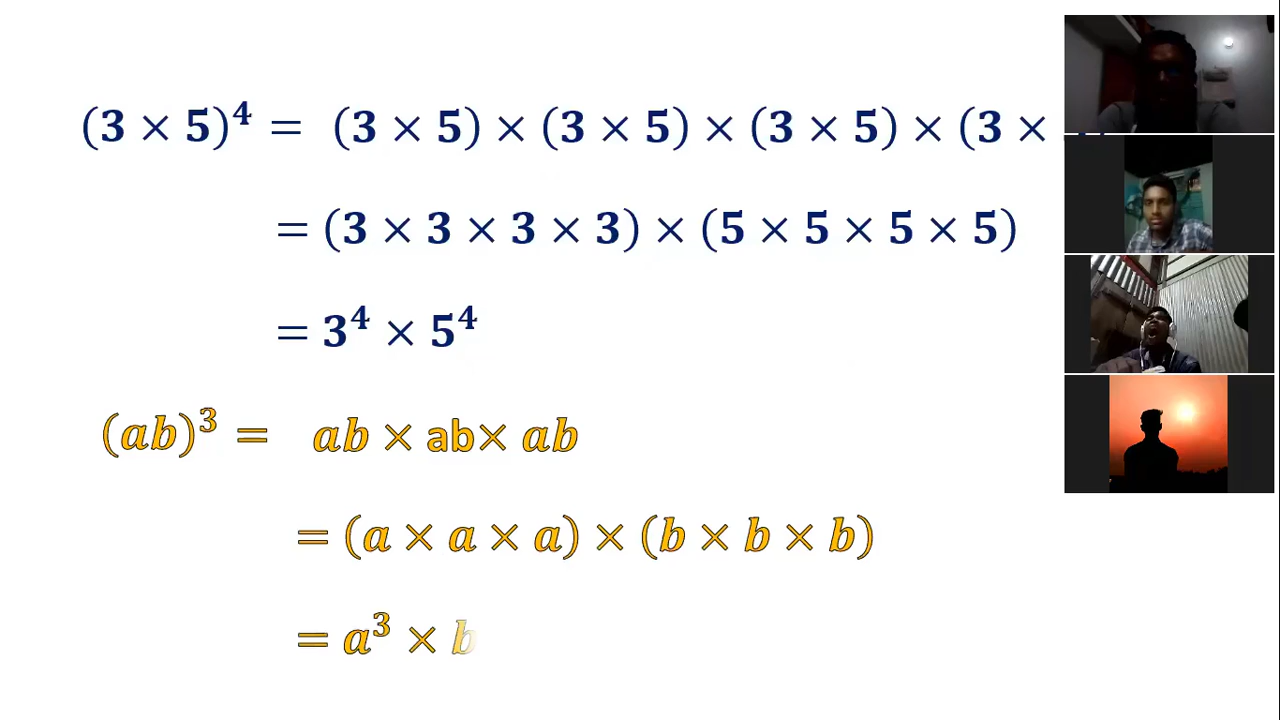 (3 × 5)⁴ = (3 × 5) × (3 × 5) × (3 × 5) × (3 ×
= (3 × 3 × 3 × 3) × (5 × 5 × 5 × 5)
= 3⁴ × 5⁴
(ab)³ = ab × ab× ab
= (a × a × a) × (b × b × b)
= a³ × b